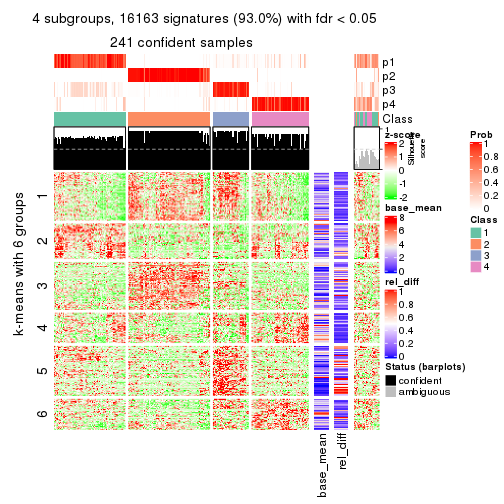 4 subgroups, 16163 signatures (93.0%) with fdr < 0.05
241 confident samples
p1
p2
p3
p4
Class
1
Silhouette
score
k-means with 6 groups
1
2
3
4
5
6
base_mean
rel_diff
z-score
2
1
0
-1
-2
base_mean
8
6
4
2
0
rel_diff
1
0.8
0.6
0.4
0.2
0
Status (barplots)
confident
ambiguous
Prob
1
0.8
0.6
0.4
0.2
0
Class
1
2
3
4